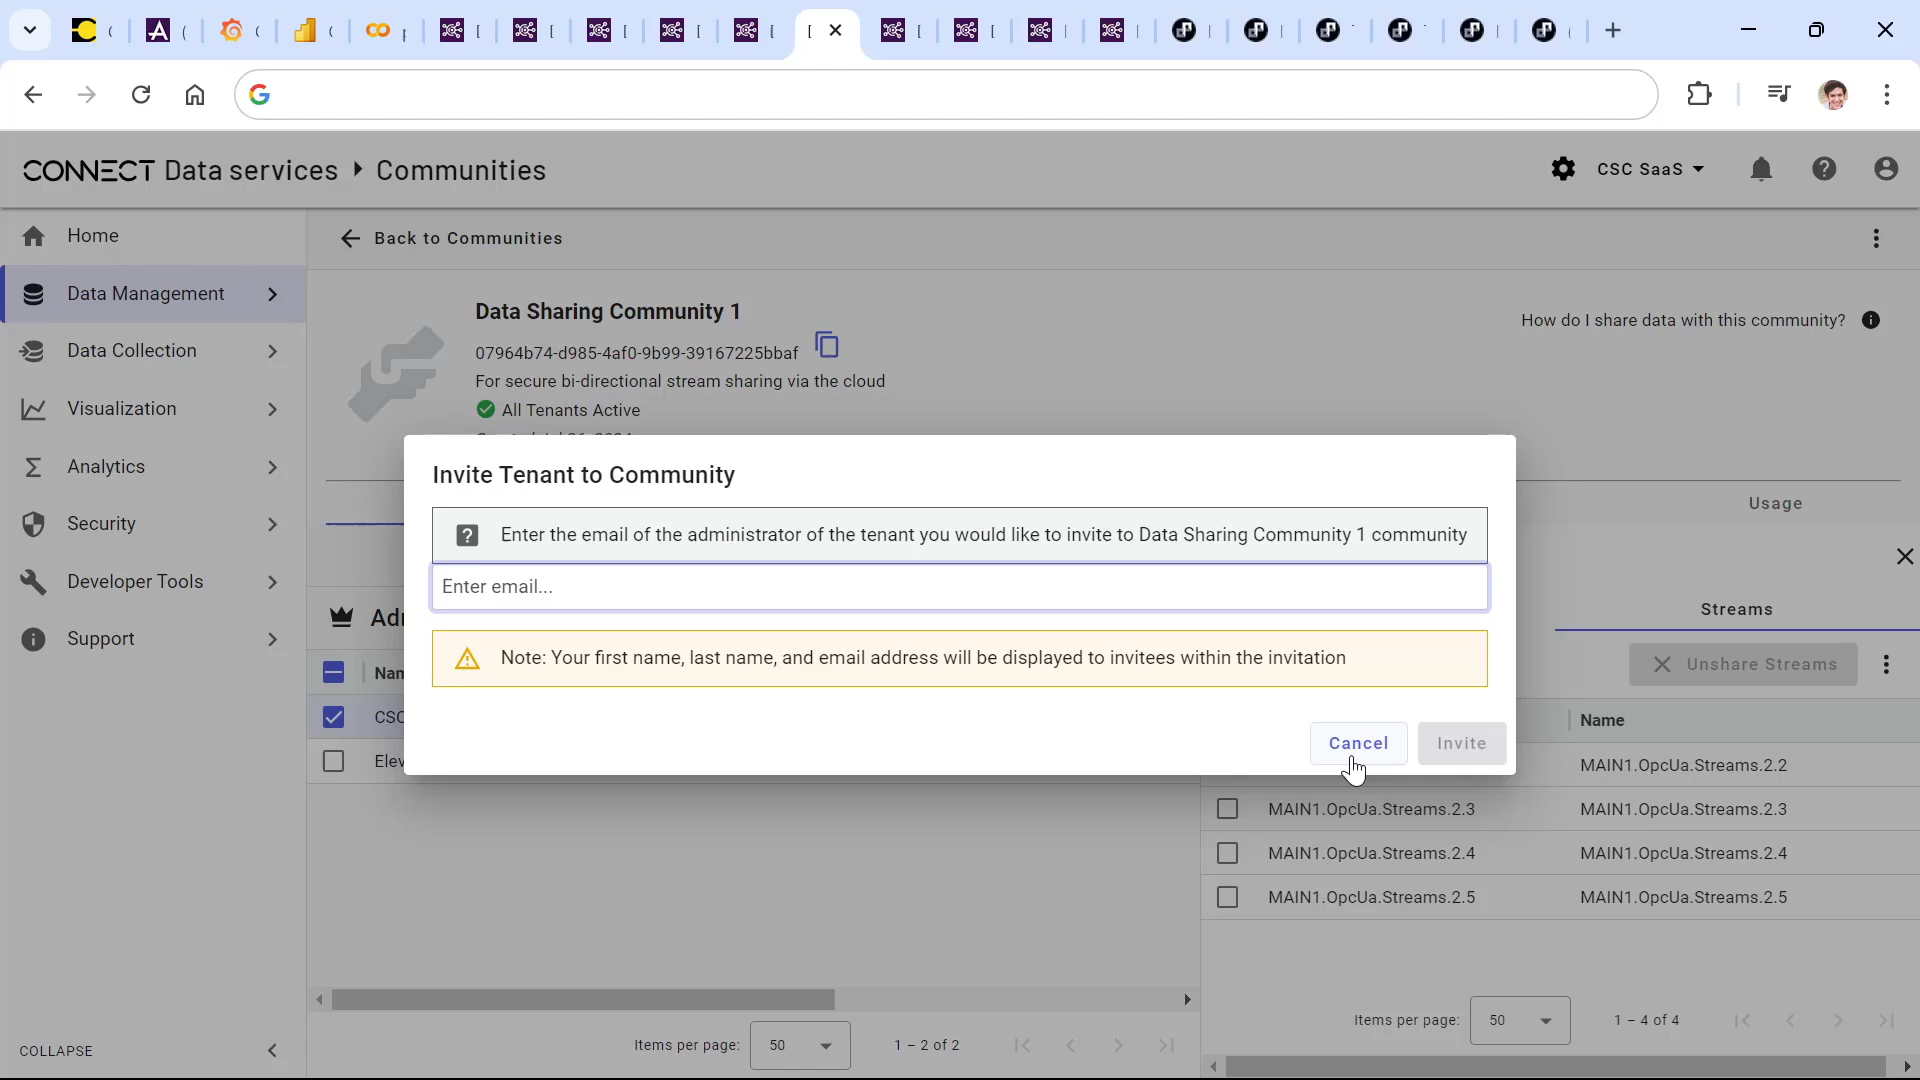 CONNECT Data services Communities
CSC SaaS
Home
Data Management
Data Collection
Visualization
Analytics
Security
Developer Tools
Support
COLLAPSE
Back to Communities
Data Sharing Community 1
07964b74-d985-4af0-9b99-39167225bbaf
For secure bi-directional stream sharing via the cloud
All Tenants Active
How do I share data with this community?
Usage
Invite Tenant to Community
Enter the email of the administrator of the tenant you would like to invite to Data Sharing Community 1 community
Enter email...
Note: Your first name, last name, and email address will be displayed to invitees within the invitation
Cancel
Invite
Streams
Unshare Streams
Name
MAIN1.OpcUa.Streams.2.2
MAIN1.OpcUa.Streams.2.3 MAIN1.OpcUa.Streams.2.3
MAIN1.OpcUa.Streams.2.4 MAIN1.OpcUa.Streams.2.4
MAIN1.OpcUa.Streams.2.5 MAIN1.OpcUa.Streams.2.5
Items per page: 50 1 – 2 of 2
Items per page: 50 1 – 4 of 4